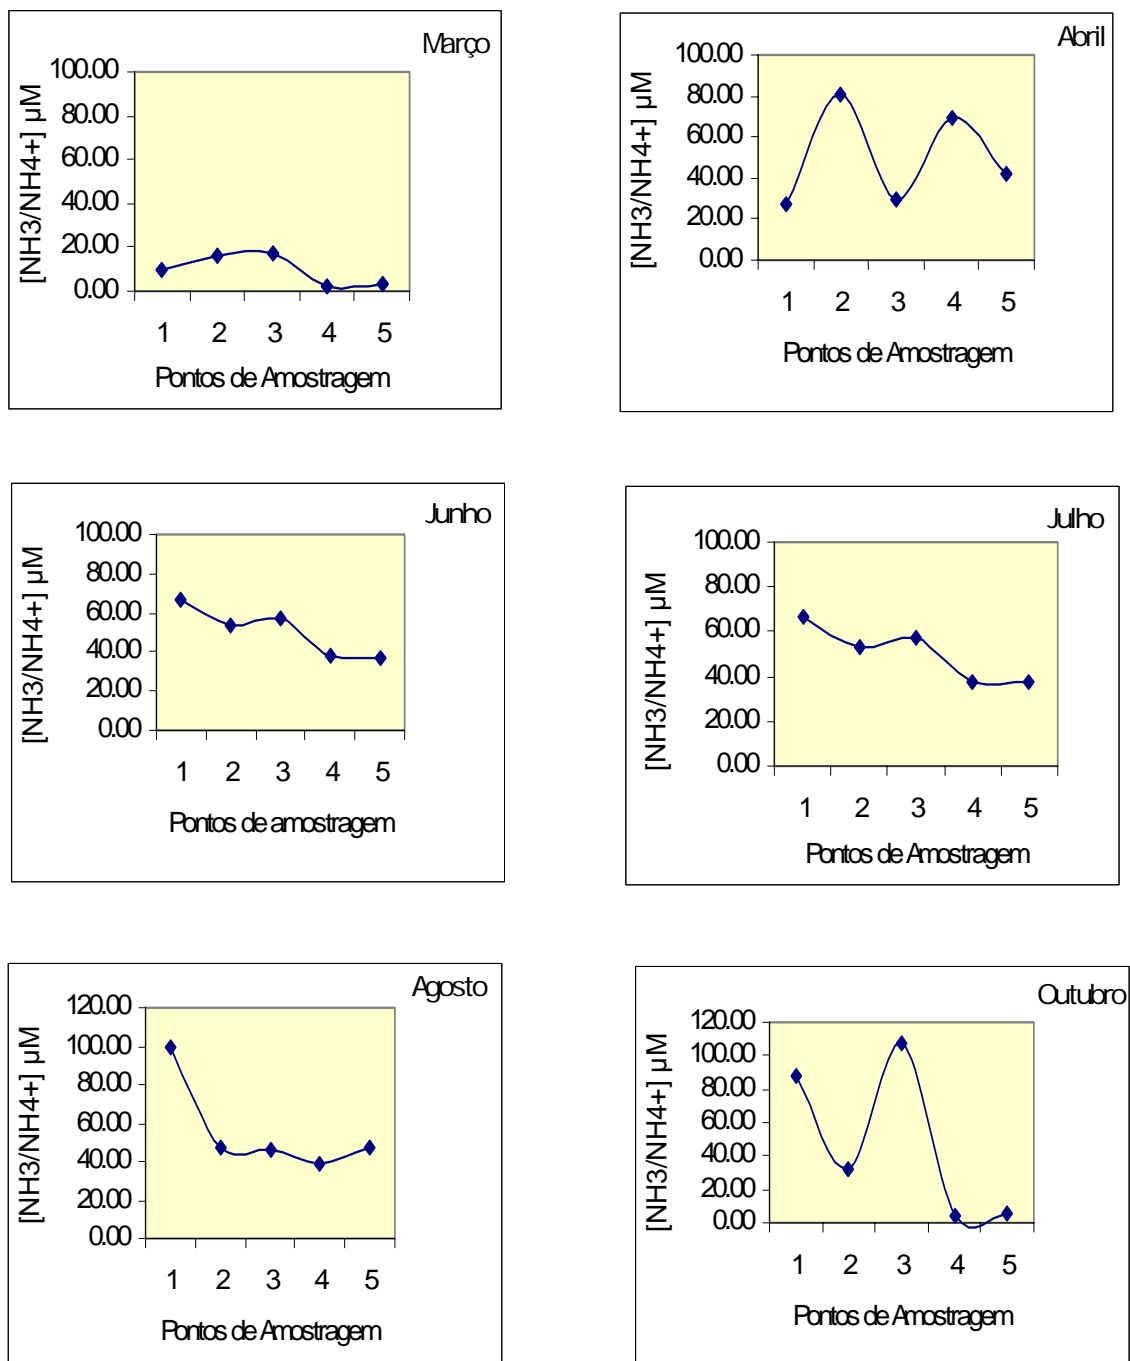 Março
[NH3/NH4+] µM
100.00
80.00
60.00
40.00
20.00
0.00
1 2 3 4 5
Pontos de Amostragem
Abril
[NH3/NH4+] µM
100.00
80.00
60.00
40.00
20.00
0.00
1 2 3 4 5
Pontos de Amostragem
Junho
[NH3/NH4+] µM
100.00
80.00
60.00
40.00
20.00
0.00
1 2 3 4 5
Pontos de amostragem
Julho
[NH3/NH4+] µM
100.00
80.00
60.00
40.00
20.00
0.00
1 2 3 4 5
Pontos de Amostragem
Agosto
[NH3/NH4+] µM
120.00
100.00
80.00
60.00
40.00
20.00
0.00
1 2 3 4 5
Pontos de Amostragem
Outubro
[NH3/NH4+] µM
120.00
100.00
80.00
60.00
40.00
20.00
0.00
1 2 3 4 5
Pontos de Amostragem